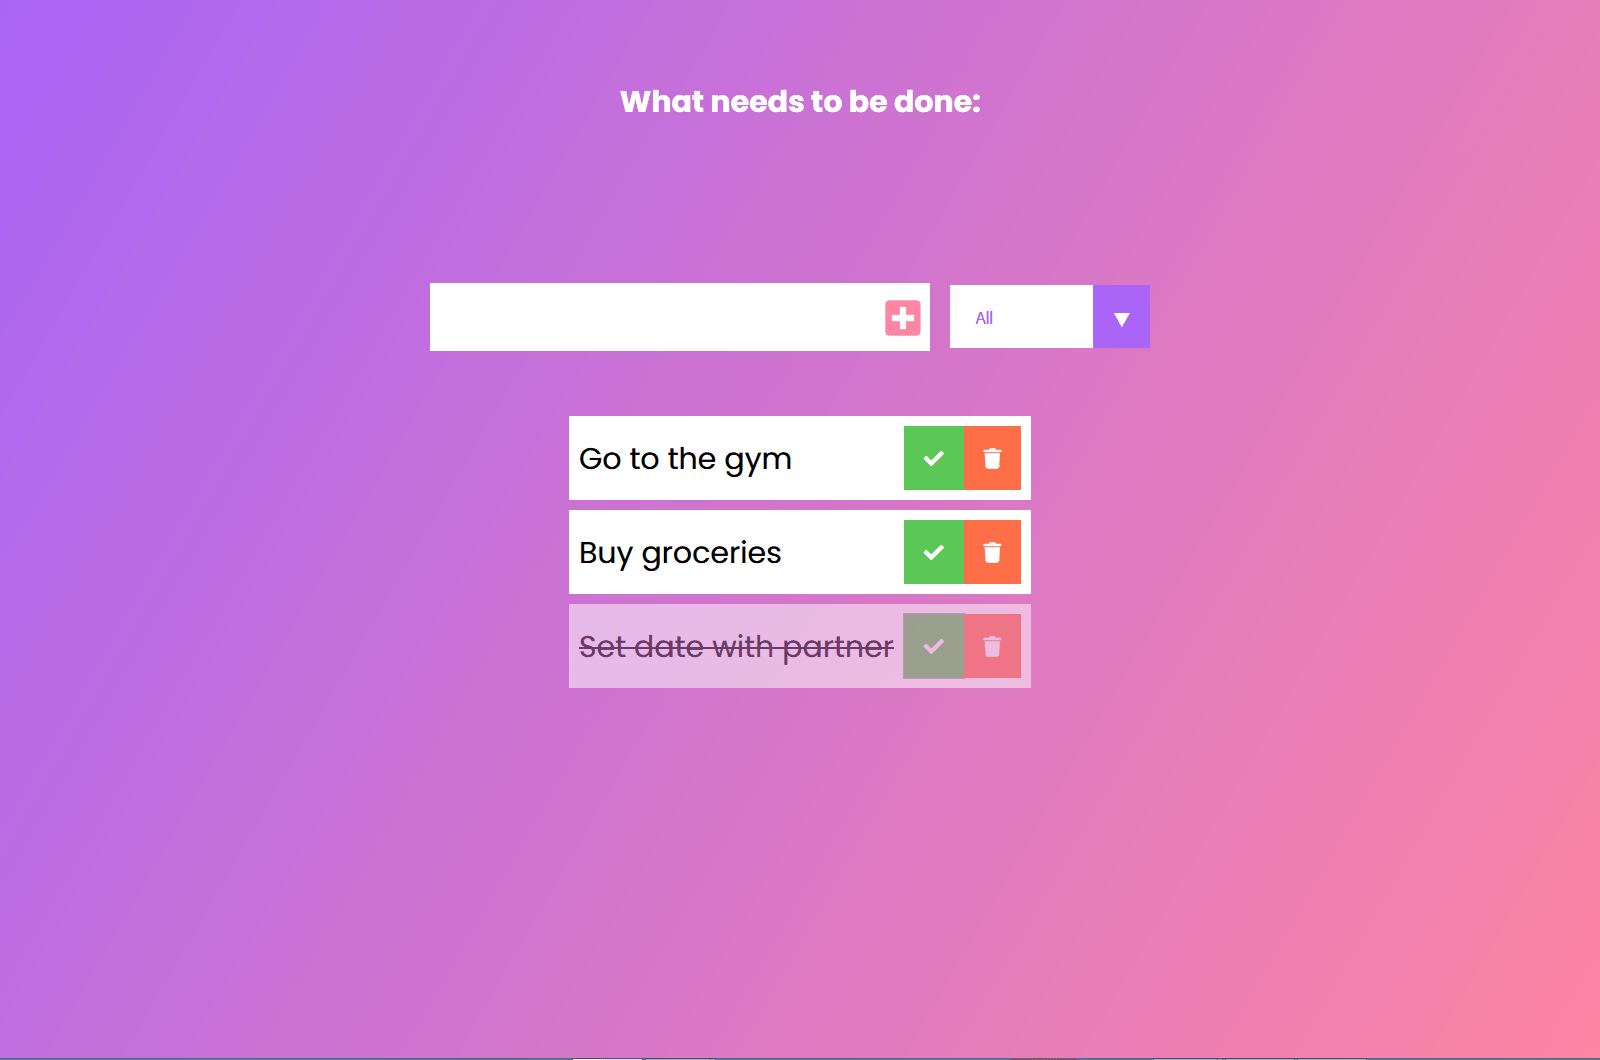 What needs to be done:
All
Go to the gym
Buy groceries
Set date with partner